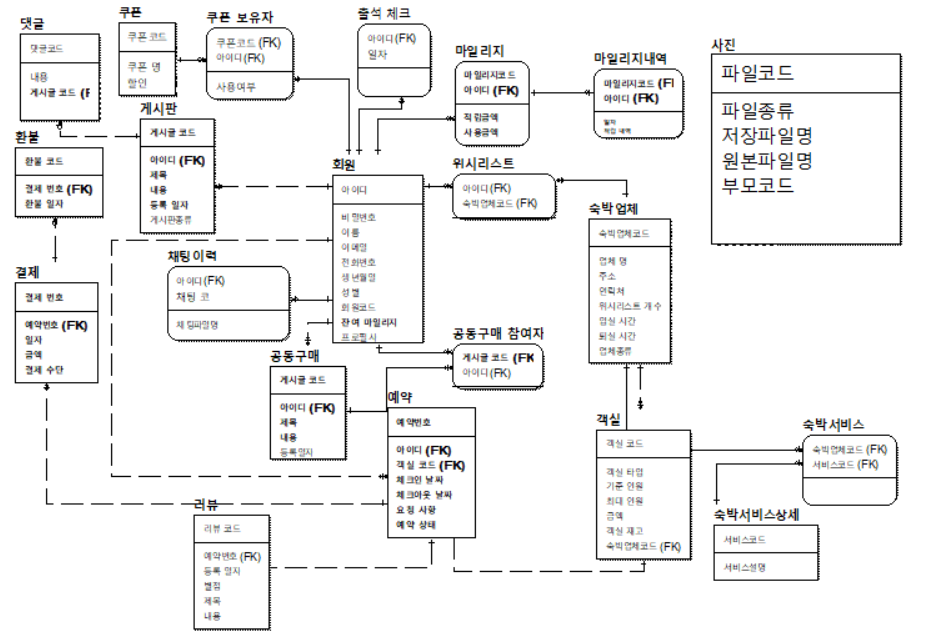 댓글
댓글코드
내용
게시글 코드 (F
쿠폰
쿠폰코드
쿠폰 명
할인
쿠폰 보유자
쿠폰코드 (FK)
아이디(FK)
사용여부
출석 체크
아이디(FK)
일자
마일리지
마일리지코드
아이디 (FK)
적립금액
사용금액
마일리지내역
마일리지코드 (FI
아이디 (FK)
날짜
적립 내역
사진
파일코드
파일종류
저장파일명
원본파일명
부모코드
환불
환불 코드
결제 번호 (FK)
환불 일자
게시판
게시글 코드
아이디 (FK)
제목
내용
등록 일자
게시판종류
회원
아이디
비밀번호
이름
이메일
전화번호
생년월일
성별
회원코드
잔여 마일리지
프로필사
위시리스트
아이디(FK)
숙박업체코드 (FK)
숙박업체
숙박업체코드
업체 명
주소
연락처
위시리스트 개수
입실 시간
퇴실 시간
업체종류
채팅이력
아이디(FK)
채팅 코
채팅파일명
결제
결제 번호
예약번호 (FK)
일자
금액
결제 수단
공동구매
게시글 코드
아이디 (FK)
제목
내용
등록일지
공동구매 참여자
게시글 코드 (FK
아이디(FK)
예약
예약번호
아이디 (FK)
객실 코드 (FK)
체크인 날짜
체크아웃 날짜
요청 사항
예약 상태
객실
객실 코드
객실 타입
기준 인원
최대 인원
금액
객실 재고
숙박업체코드 (FK)
숙박서비스
숙박업체코드 (FK)
서비스코드 (FK)
숙박서비스상세
서비스코드
서비스설명
리뷰
리뷰 코드
예약번호 (FK)
등록 일지
별점
제목
내용